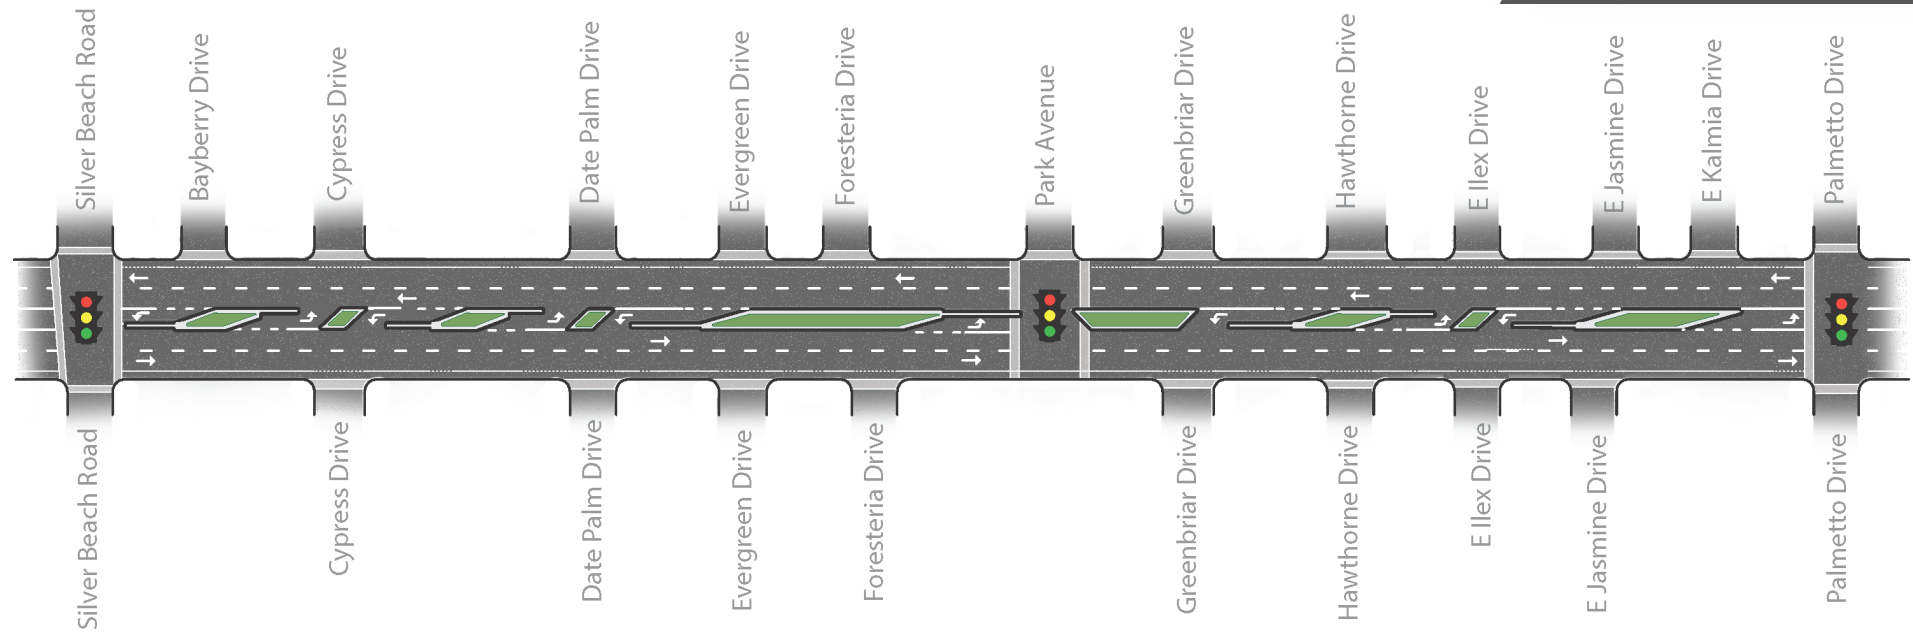 Silver Beach Road
Bayberry Drive
Cypress Drive
Date Palm Drive
Evergreen Drive
Foresteria Drive
Park Avenue
Greenbriar Drive
Hawthorne Drive
E Ilex Drive
E Jasmine Drive
E Kalmia Drive
Palmetto Drive
Silver Beach Road
Cypress Drive
Date Palm Drive
Evergreen Drive
Foresteria Drive
Greenbriar Drive
Hawthorne Drive
E Ilex Drive
E Jasmine Drive
Palmetto Drive